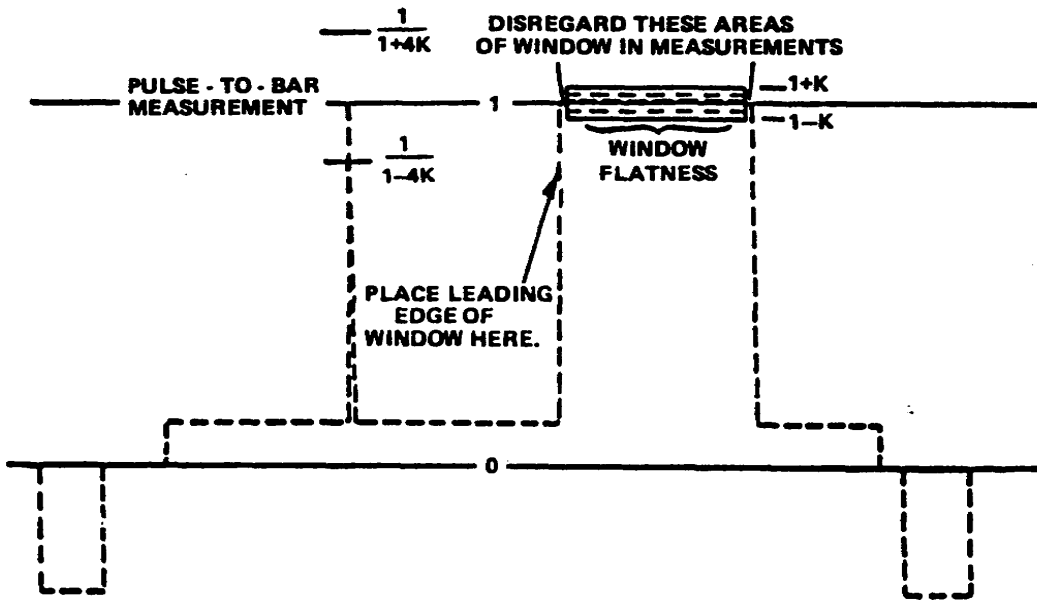 1
1+4K
DISREGARD THESE AREAS
OF WINDOW IN MEASUREMENTS
PULSE - TO - BAR
MEASUREMENT
1
1+K
1–K
1
1–4K
WINDOW
FLATNESS
PLACE LEADING
EDGE OF
WINDOW HERE.
0